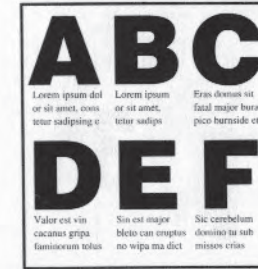 A B C
Lorem ipsum dol
or sit amet, cons
tetur sadipsing e
Lorem ipsum
or sit amet,
tetur sadips
Eras domus sit
fatal major bura
pico burnside et
D E F
Valor est vin
cacanus gripa
faminorum tolus
Sin est major
bleto can eruptus
no wipa ma dict
Sic cerebelum
domino tu sub
missos crias